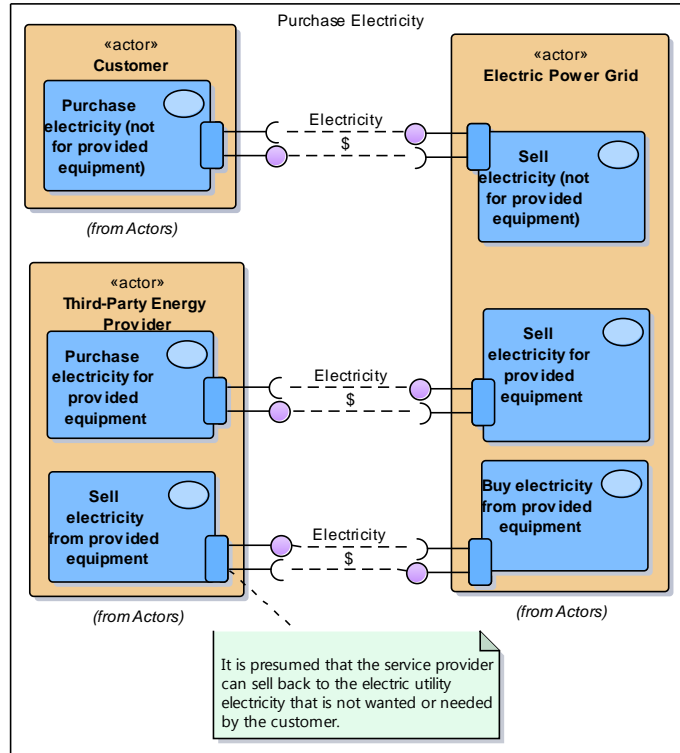 Purchase Electricity
«actor»
Customer
Purchase
electricity (not
for provided
equipment)
(from Actors)
«actor»
Electric Power Grid
Electricity
$
Sell
electricity (not
for provided
equipment)
«actor»
Third-Party Energy
Provider
Purchase
electricity for
provided
equipment
Electricity
$
Sell
electricity for
provided
equipment
Sell
electricity
from provided
equipment
Electricity
$
Buy electricity
from provided
equipment
(from Actors)
(from Actors)
It is presumed that the service provider
can sell back to the electric utility
electricity that is not wanted or needed
by the customer.